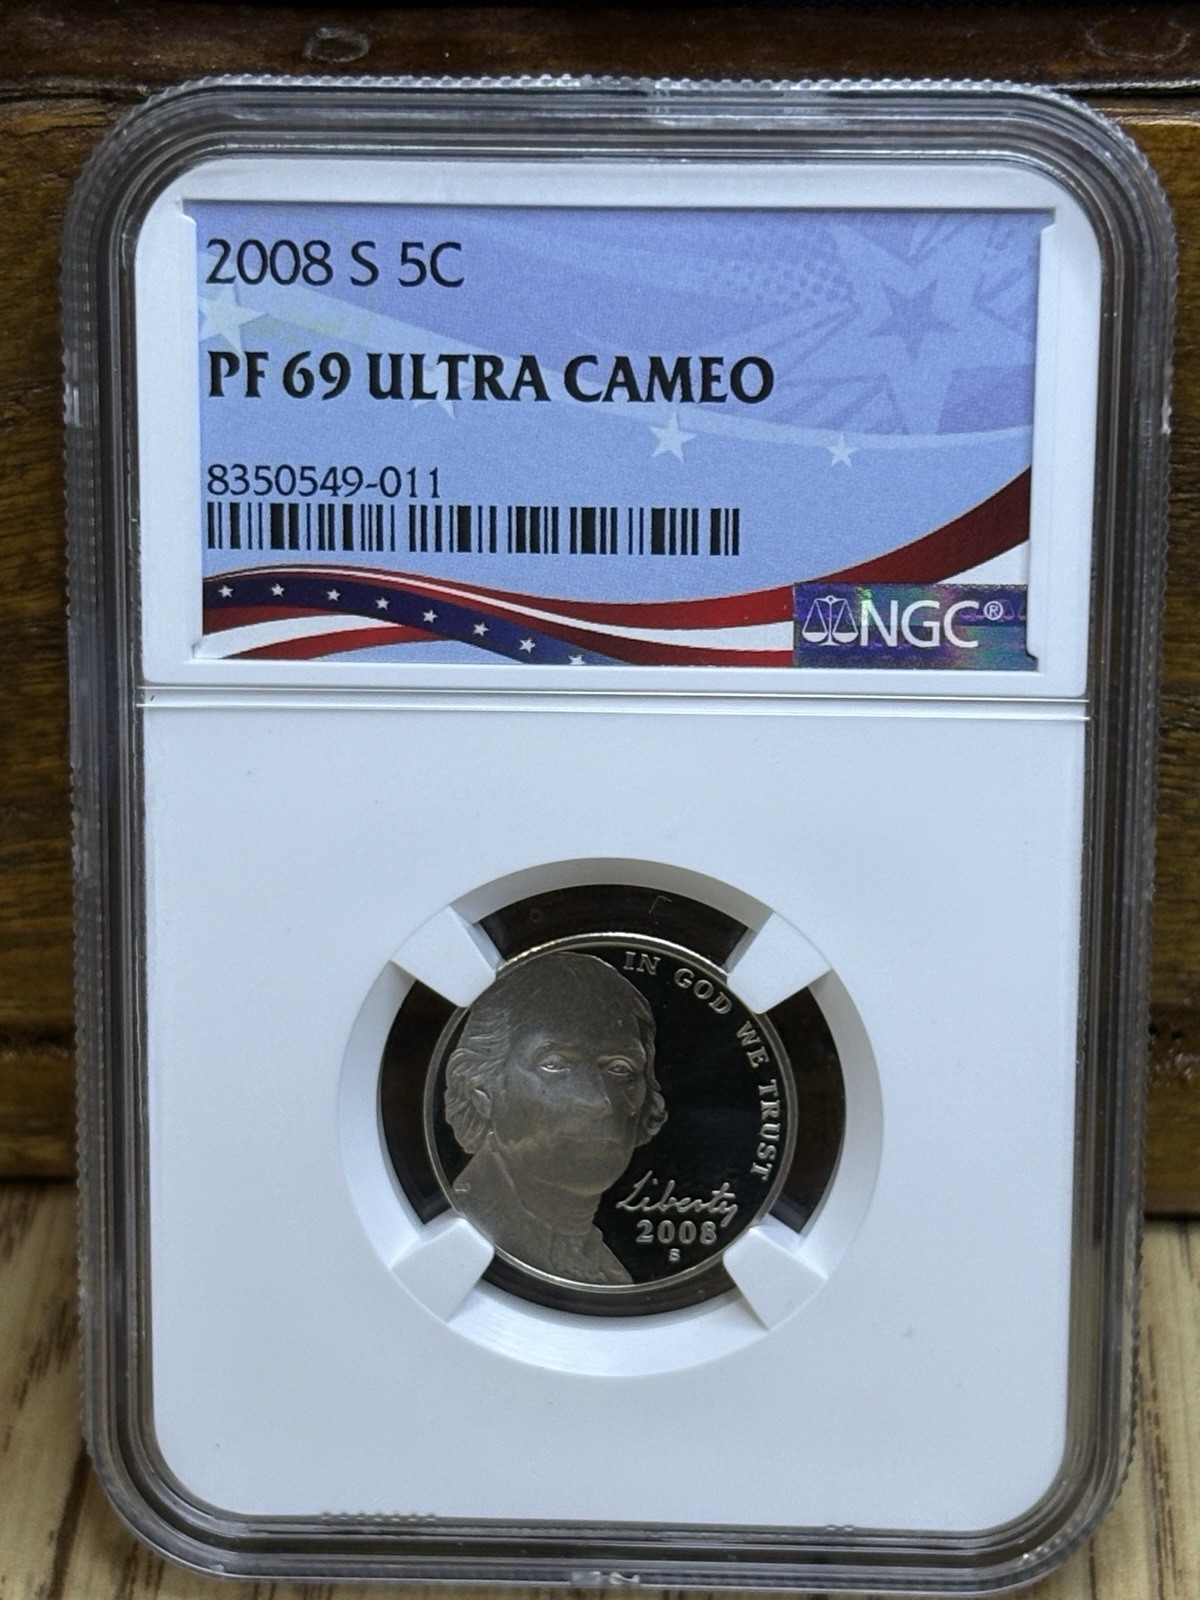 2008 S 5C
PF 69 ULTRA CAMEO
8350549-011
NGC®
IN GOD WE TRUST
Liberty
2008
S